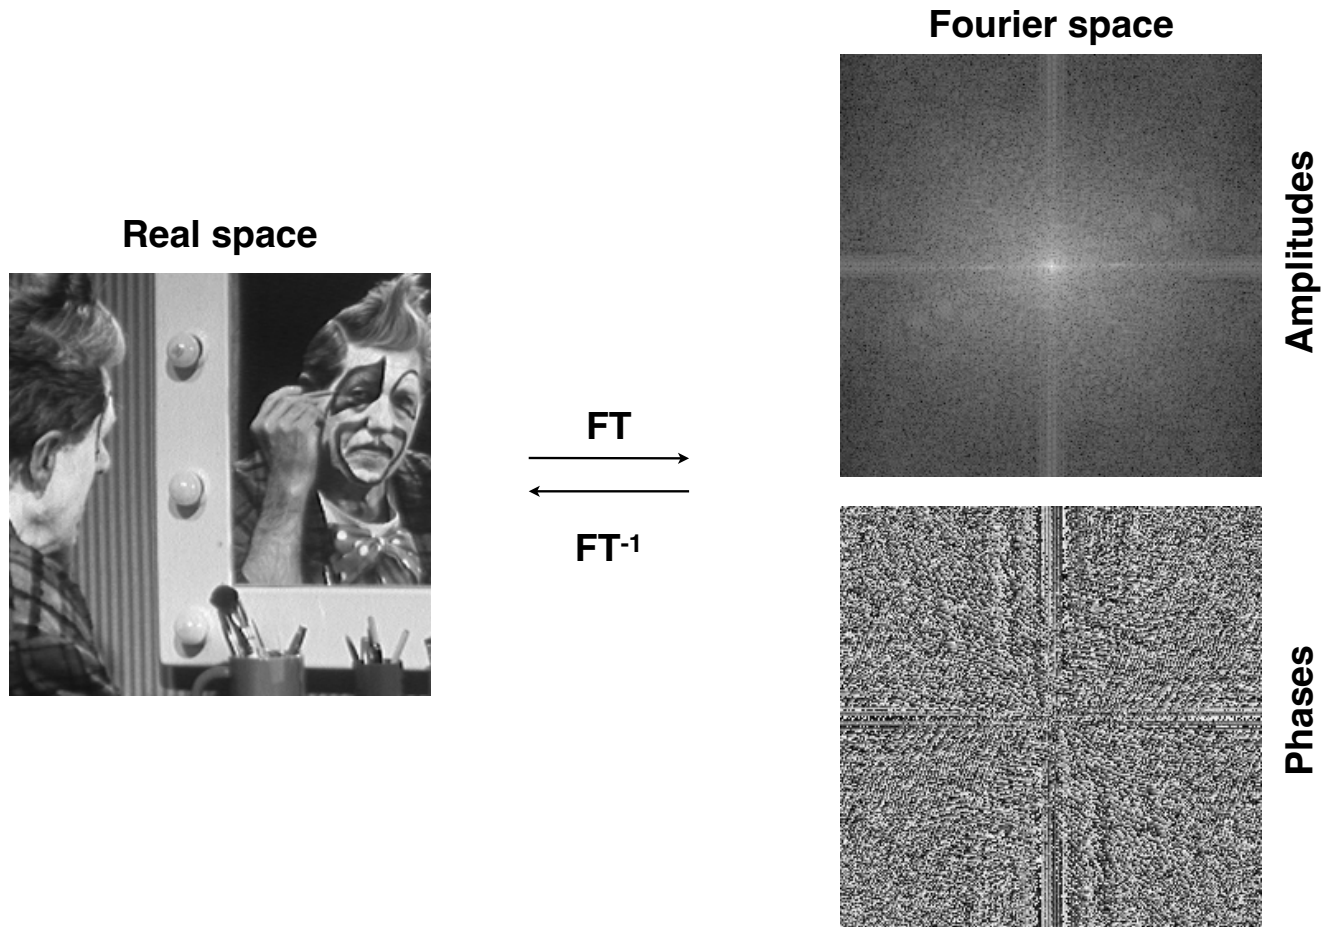 Fourier space
Real space
Amplitudes
FT
FT-1
Phases